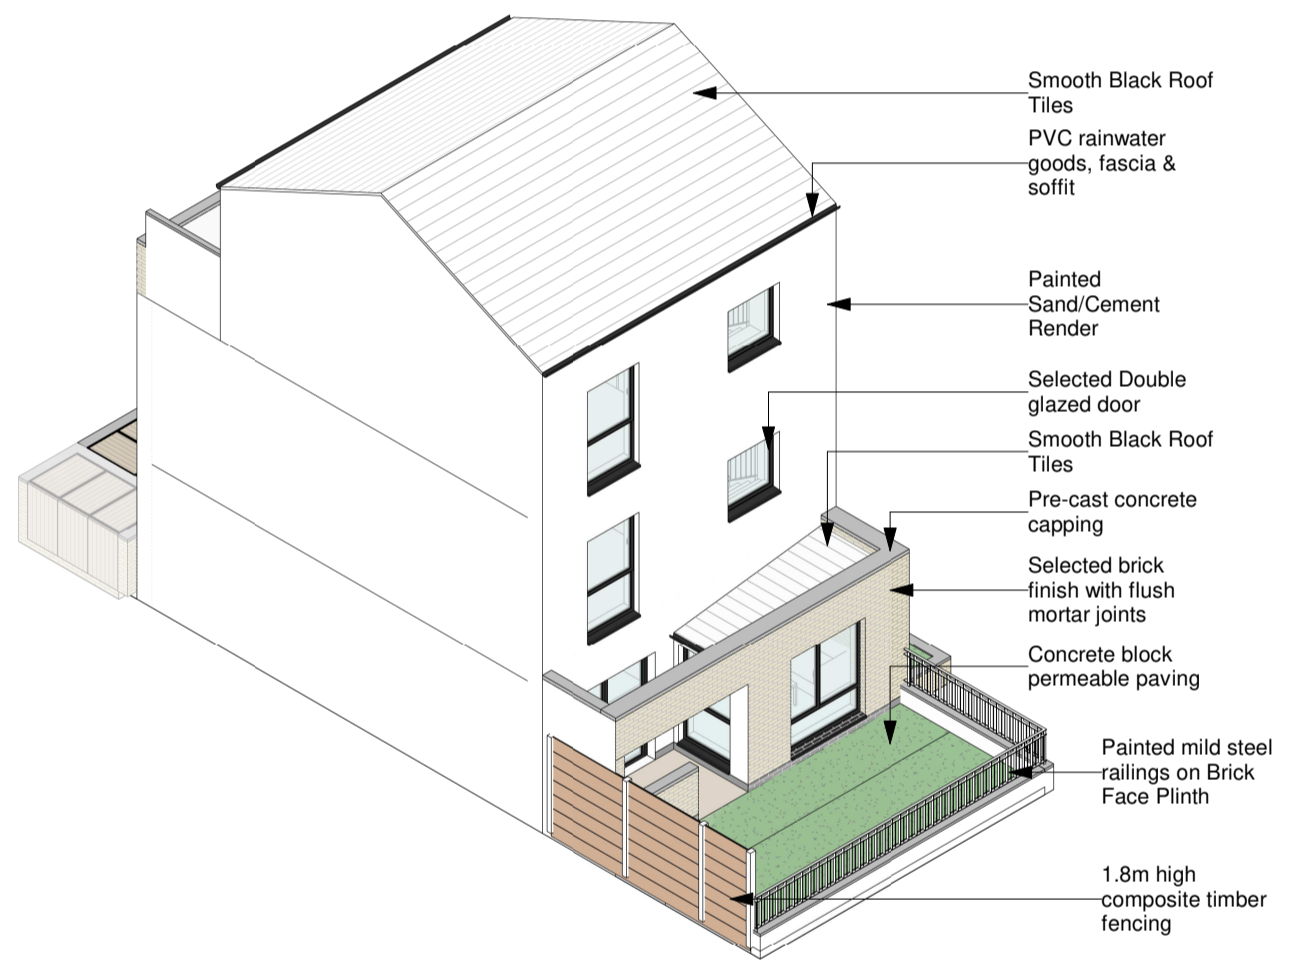 Smooth Black Roof
Tiles
PVC rainwater
goods, fascia &
soffit
Painted
Sand/Cement
Render
Selected Double
glazed door
Smooth Black Roof
Tiles
Pre-cast concrete
capping
Selected brick
finish with flush
mortar joints
Concrete block
permeable paving
Painted mild steel
railings on Brick
Face Plinth
1.8m high
composite timber
fencing